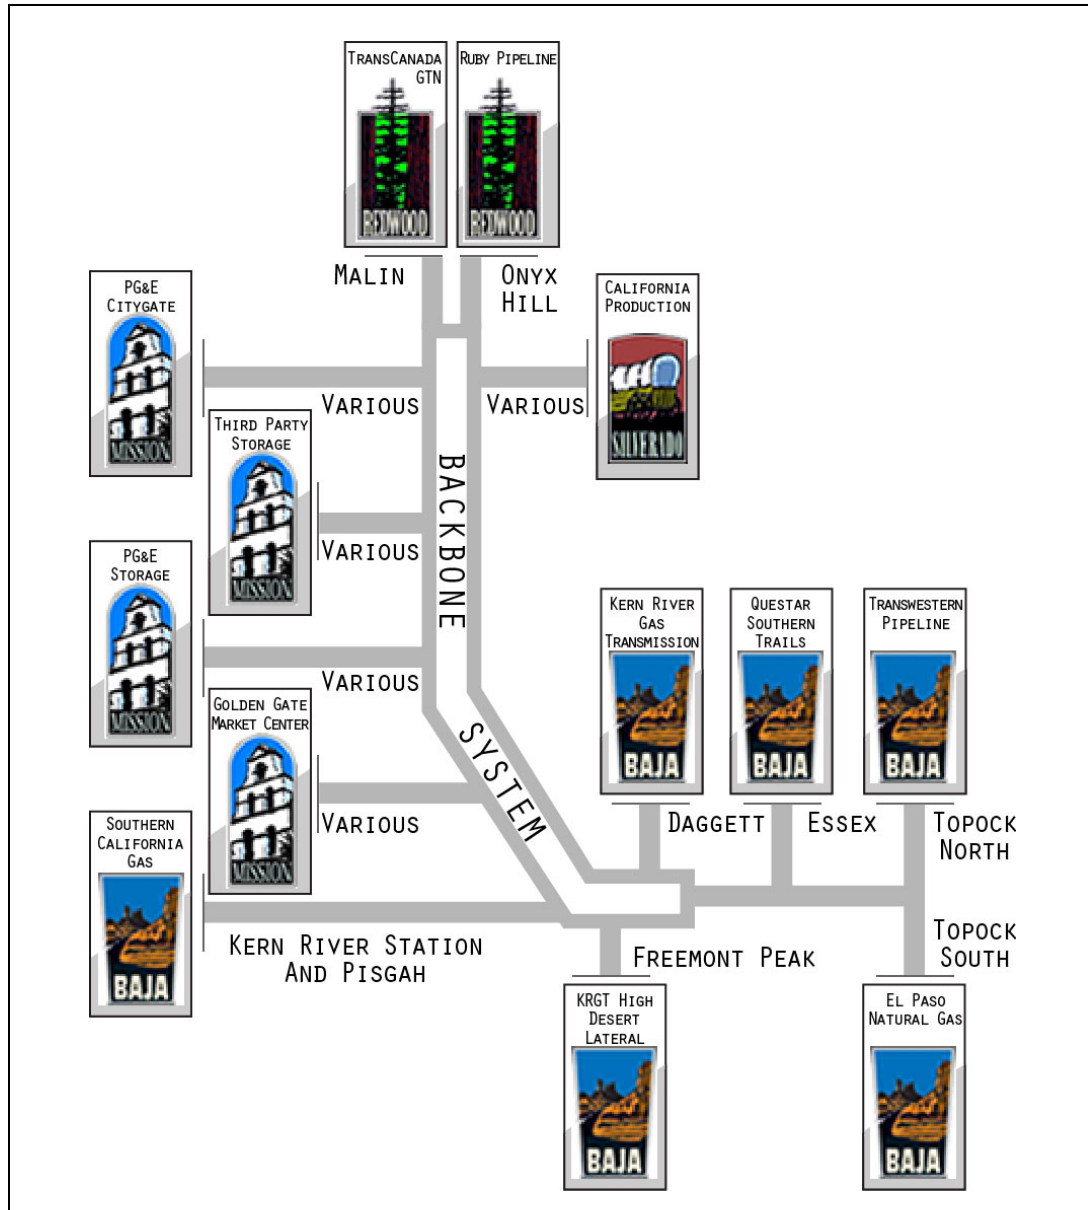 TransCanada
GTN
REDWOOD
Ruby Pipeline
REDWOOD
Malin
Onyx
Hill
PG&E
Citygate
MISSION
Various
California
Production
SILVERADO
Various
Third Party
Storage
MISSION
Various
BACKBONE
SYSTEM
PG&E
Storage
MISSION
Various
Golden Gate
Market Center
MISSION
Various
Kern River
Gas
Transmission
BAJA
Daggett
Questar
Southern
Trails
BAJA
Essex
Transwestern
Pipeline
BAJA
Topock
North
Southern
California
Gas
BAJA
Kern River Station
And Pisgah
Freemont Peak
Topock
South
KRGT High
Desert
Lateral
BAJA
El Paso
Natural Gas
BAJA